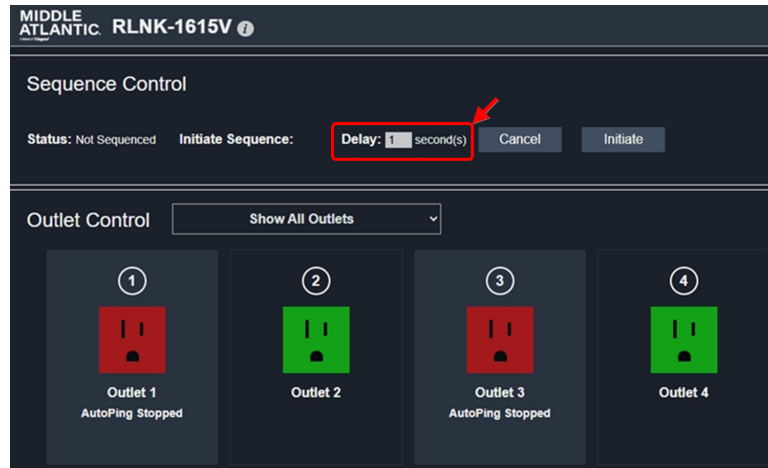 MIDDLE
ATLANTIC. RLNK-1615V i
Sequence Control
Status: Not Sequenced Initiate Sequence: Delay: 1 second(s) Cancel Initiate
Outlet Control Show All Outlets
1 2 3 4
Outlet 1 Outlet 2 Outlet 3 Outlet 4
AutoPing Stopped AutoPing Stopped